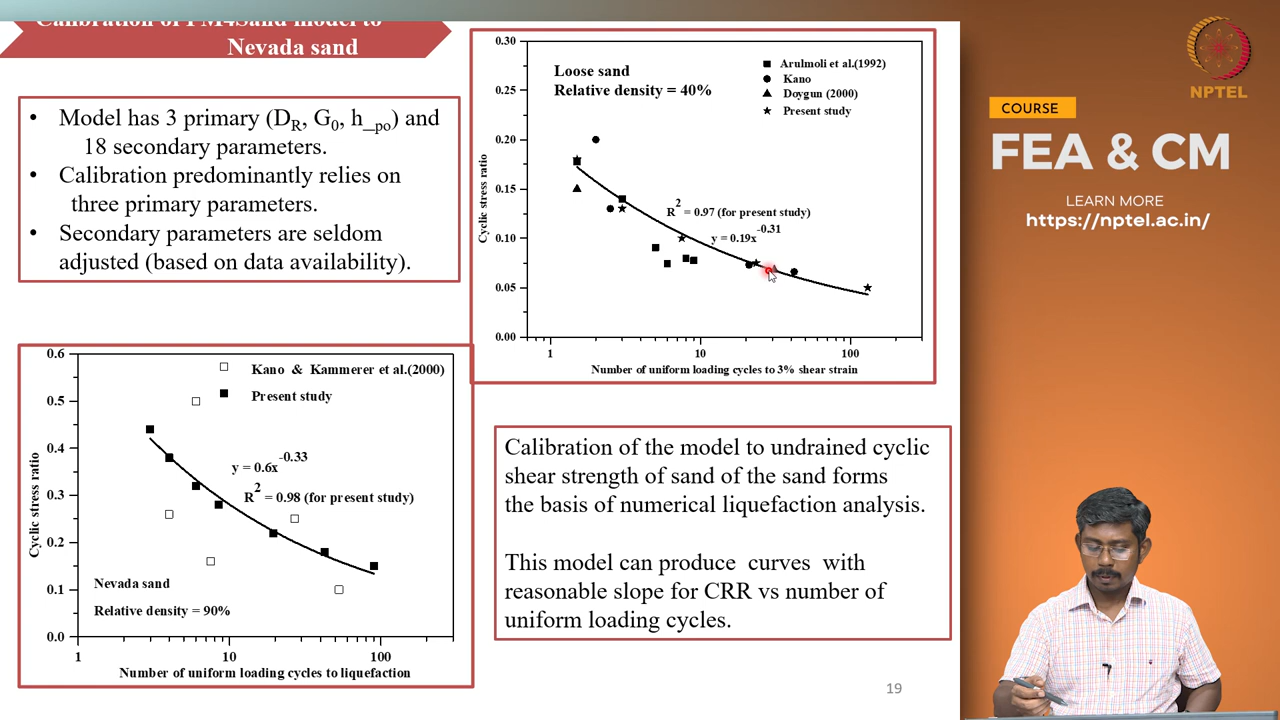 Calibration of PM4Sand model to
Nevada sand
• Model has 3 primary (D_R, G_0, h_po) and
18 secondary parameters.
• Calibration predominantly relies on
three primary parameters.
• Secondary parameters are seldom
adjusted (based on data availability).
0.30
0.25
0.20
0.15
0.10
0.05
0.00
Cyclic stress ratio
Loose sand
Relative density = 40%
Arulmoli et al.(1992)
Kano
Doygun (2000)
Present study
R² = 0.97 (for present study)
y = 0.19x^-0.31
1 10 100
Number of uniform loading cycles to 3% shear strain
0.6
0.5
0.4
0.3
0.2
0.1
0.0
Cyclic stress ratio
Kano & Kammerer et al.(2000)
Present study
y = 0.6x^-0.33
R² = 0.98 (for present study)
Nevada sand
Relative density = 90%
1 10 100
Number of uniform loading cycles to liquefaction
Calibration of the model to undrained cyclic
shear strength of sand of the sand forms
the basis of numerical liquefaction analysis.
This model can produce curves with
reasonable slope for CRR vs number of
uniform loading cycles.
19
NPTEL
COURSE
FEA & CM
LEARN MORE
https://nptel.ac.in/